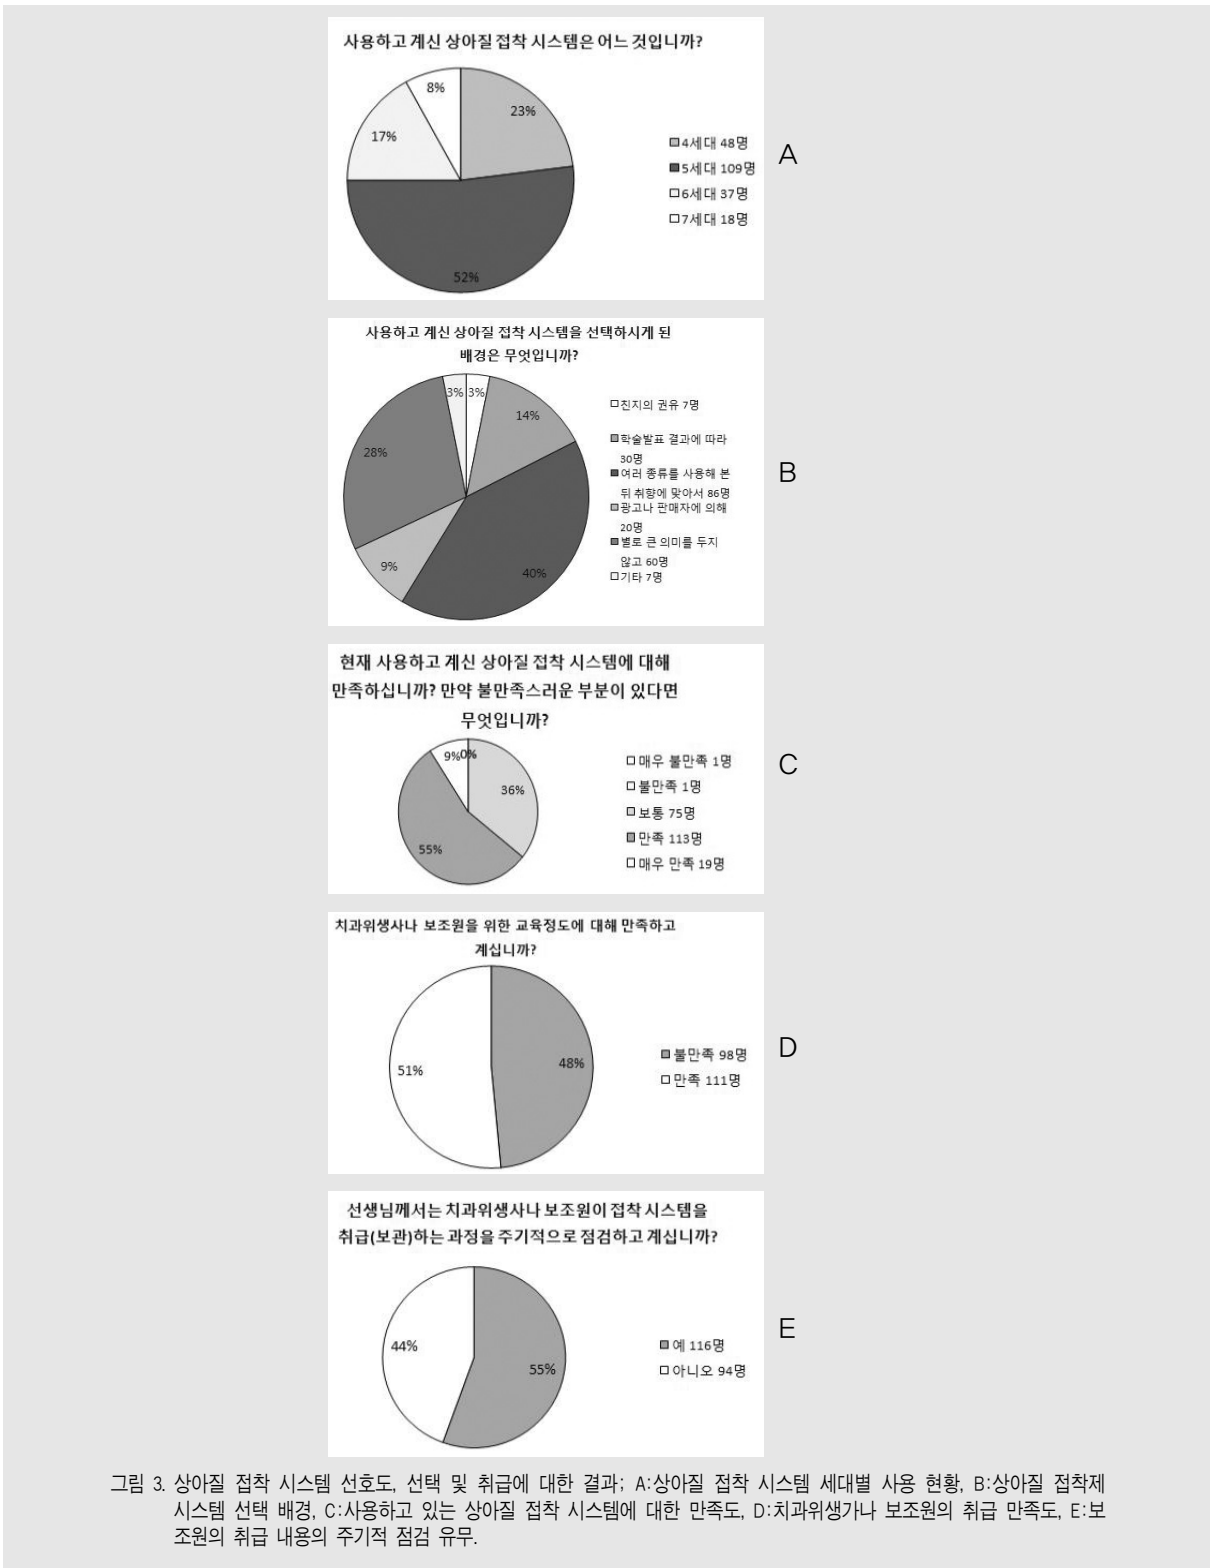 사용하고 계신 상아질 접착 시스템은 어느 것입니까?
8%
23%
17%
52%
4세대 48명
5세대 109명
6세대 37명
7세대 18명
A
사용하고 계신 상아질 접착 시스템을 선택하시게 된
배경은 무엇입니까?
3%
3%
14%
28%
9%
40%
친지의 권유 7명
학술발표 결과에 따라
30명
여러 종류를 사용해 본
뒤 취향에 맞아서 86명
광고나 판매자에 의해
20명
별로 큰 의미를 두지
않고 60명
기타 7명
B
현재 사용하고 계신 상아질 접착 시스템에 대해
만족하십니까? 만약 불만족스러운 부분이 있다면
무엇입니까?
9%
0%
36%
55%
매우 불만족 1명
불만족 1명
보통 75명
만족 113명
매우 만족 19명
C
치과위생사나 보조원을 위한 교육정도에 대해 만족하고
계십니까?
51%
48%
불만족 98명
만족 111명
D
선생님께서는 치과위생사나 보조원이 접착 시스템을
취급(보관)하는 과정을 주기적으로 점검하고 계십니까?
44%
55%
예 116명
아니오 94명
E
그림 3. 상아질 접착 시스템 선호도, 선택 및 취급에 대한 결과; A:상아질 접착 시스템 세대별 사용 현황, B:상아질 접착제
시스템 선택 배경, C:사용하고 있는 상아질 접착 시스템에 대한 만족도, D:치과위생가나 보조원의 취급 만족도, E:보
조원의 취급 내용의 주기적 점검 유무.